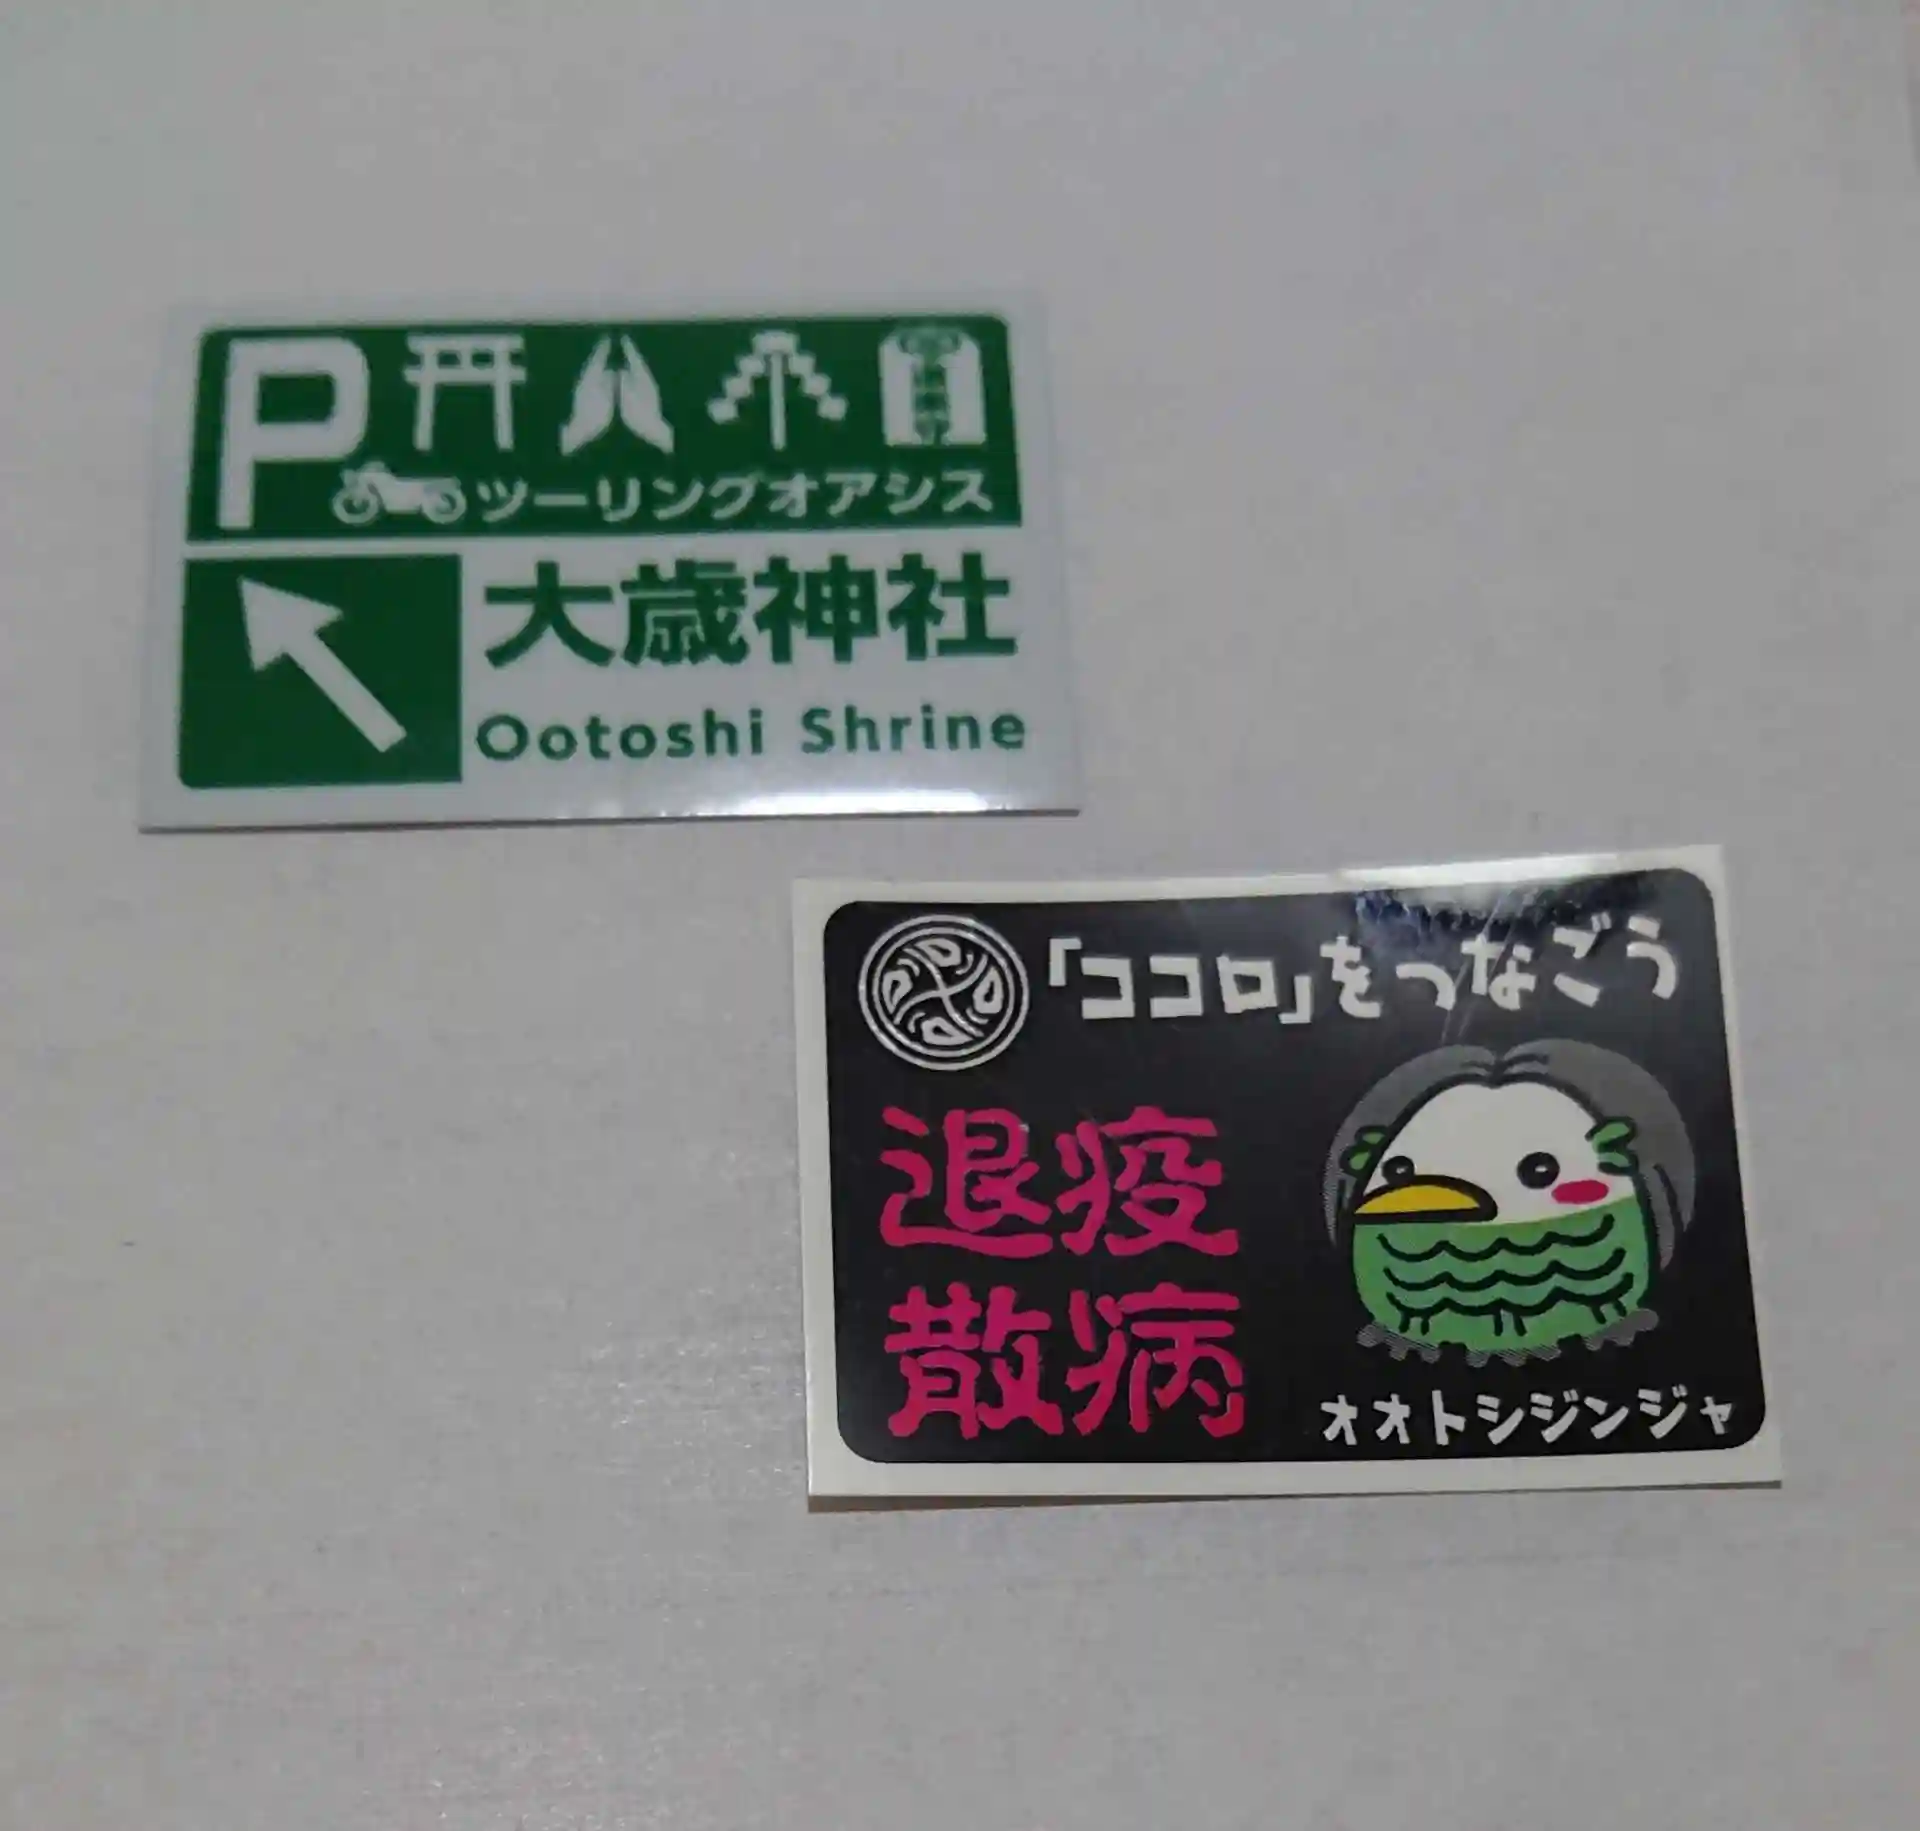 P
ツーリングオアシス
大歳神社
Ootoshi Shrine
「ココロ」をつなごう
退疫
散病
オオトシジンジャ